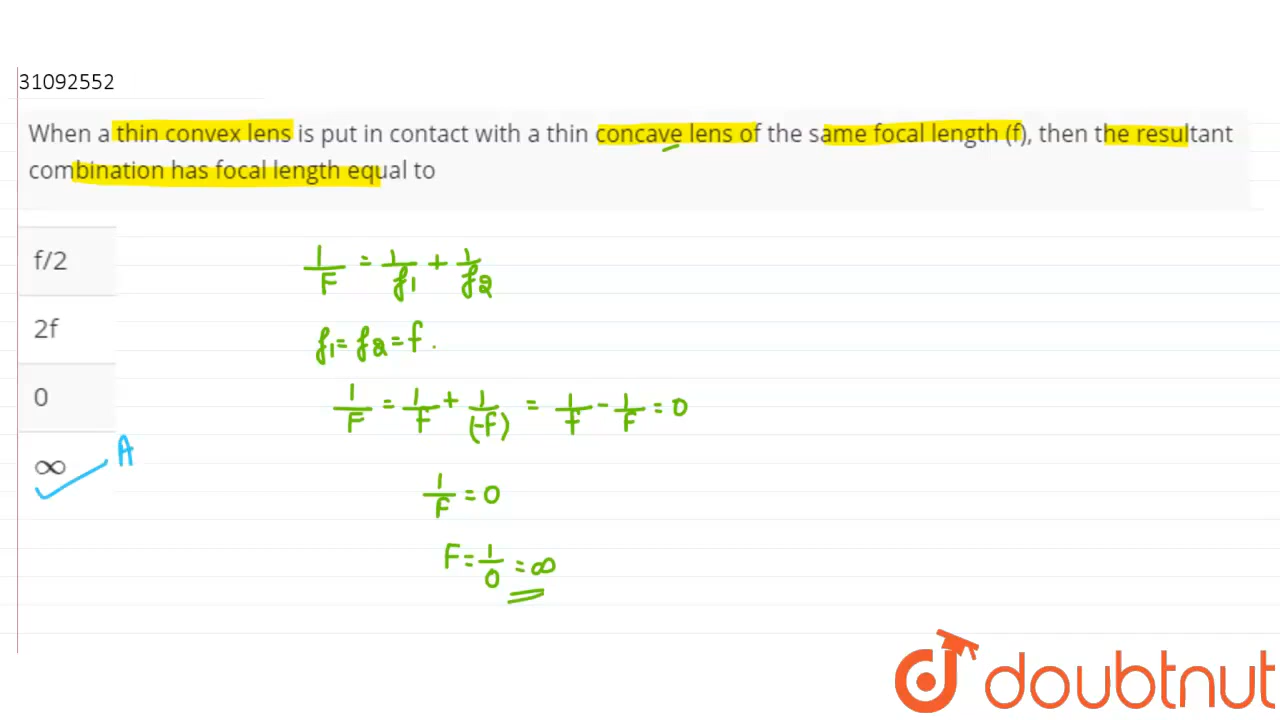 31092552
When a thin convex lens is put in contact with a thin concave lens of the same focal length (f), then the resultant
combination has focal length equal to
f/2
2f
0
∞
A
1/F = 1/f1 + 1/f2
f1 = f2 = f.
1/F = 1/f + 1/(-f) = 1/f - 1/f = 0
1/F = 0
F = 1/0 = ∞
doubtnut